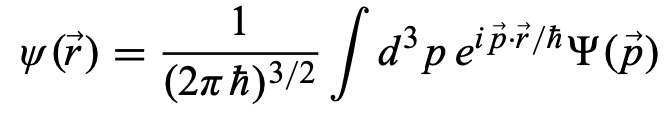 ψ(r⃗) = 1/(2πħ)^{3/2} ∫ d³p e^{i p⃗·r⃗/ħ} Ψ(p⃗)